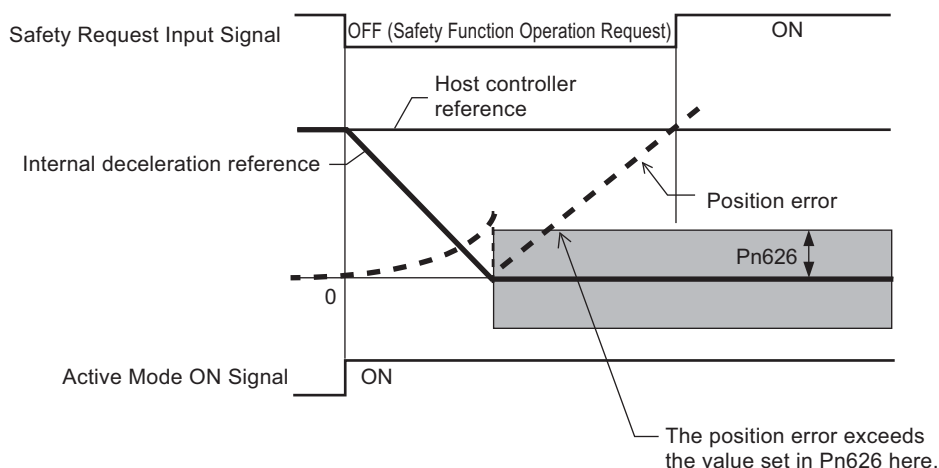 Safety Request Input Signal
OFF (Safety Function Operation Request)
ON
Host controller
reference
Internal deceleration reference
Position error
Pn626
0
Active Mode ON Signal
ON
The position error exceeds
the value set in Pn626 here.